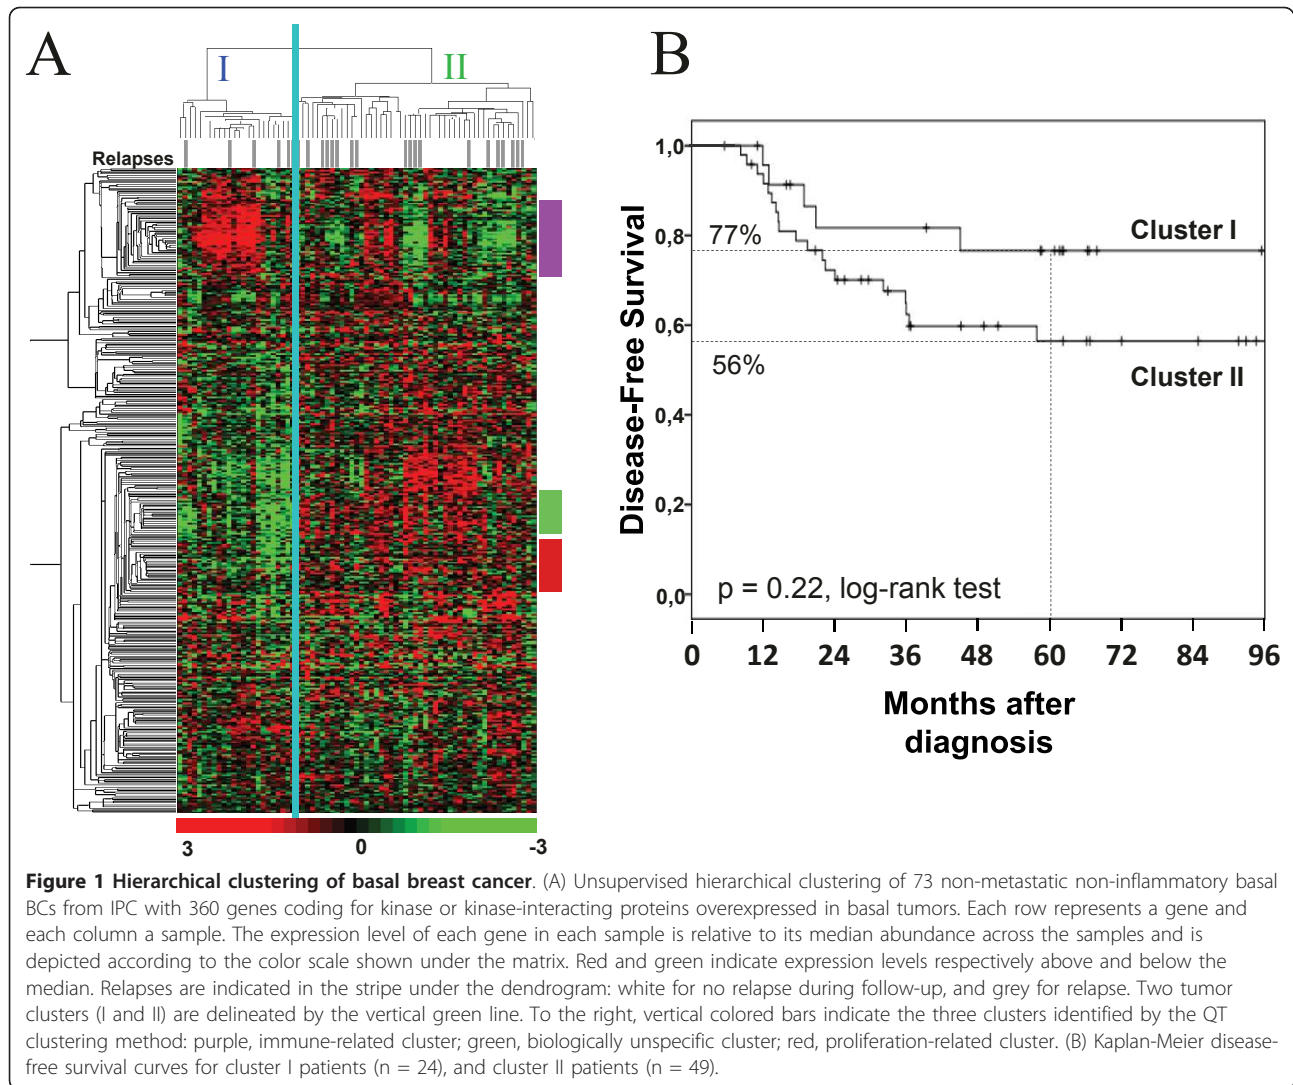 A
I
II
Relapses
3
0
-3
B
Disease-Free Survival
1,0
0,8
0,6
0,4
0,2
0,0
77%
56%
Cluster I
Cluster II
p = 0.22, log-rank test
0 12 24 36 48 60 72 84 96
Months after
diagnosis
Figure 1 Hierarchical clustering of basal breast cancer. (A) Unsupervised hierarchical clustering of 73 non-metastatic non-inflammatory basal
BCs from IPC with 360 genes coding for kinase or kinase-interacting proteins overexpressed in basal tumors. Each row represents a gene and
each column a sample. The expression level of each gene in each sample is relative to its median abundance across the samples and is
depicted according to the color scale shown under the matrix. Red and green indicate expression levels respectively above and below the
median. Relapses are indicated in the stripe under the dendrogram: white for no relapse during follow-up, and grey for relapse. Two tumor
clusters (I and II) are delineated by the vertical green line. To the right, vertical colored bars indicate the three clusters identified by the QT
clustering method: purple, immune-related cluster; green, biologically unspecific cluster; red, proliferation-related cluster. (B) Kaplan-Meier disease-
free survival curves for cluster I patients (n = 24), and cluster II patients (n = 49).